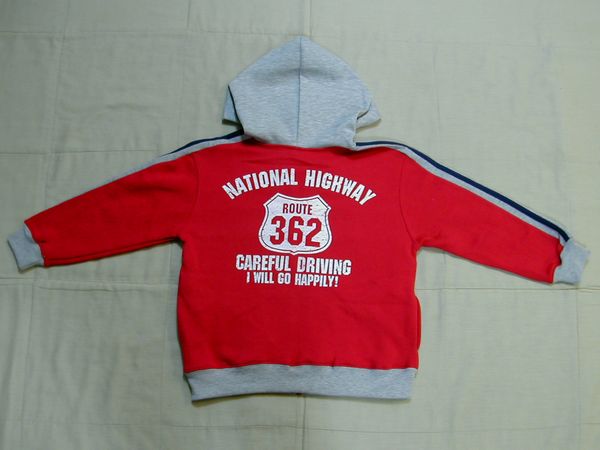 NATIONAL HIGHWAY
ROUTE
362
CAREFUL DRIVING
I WILL GO HAPPILY!